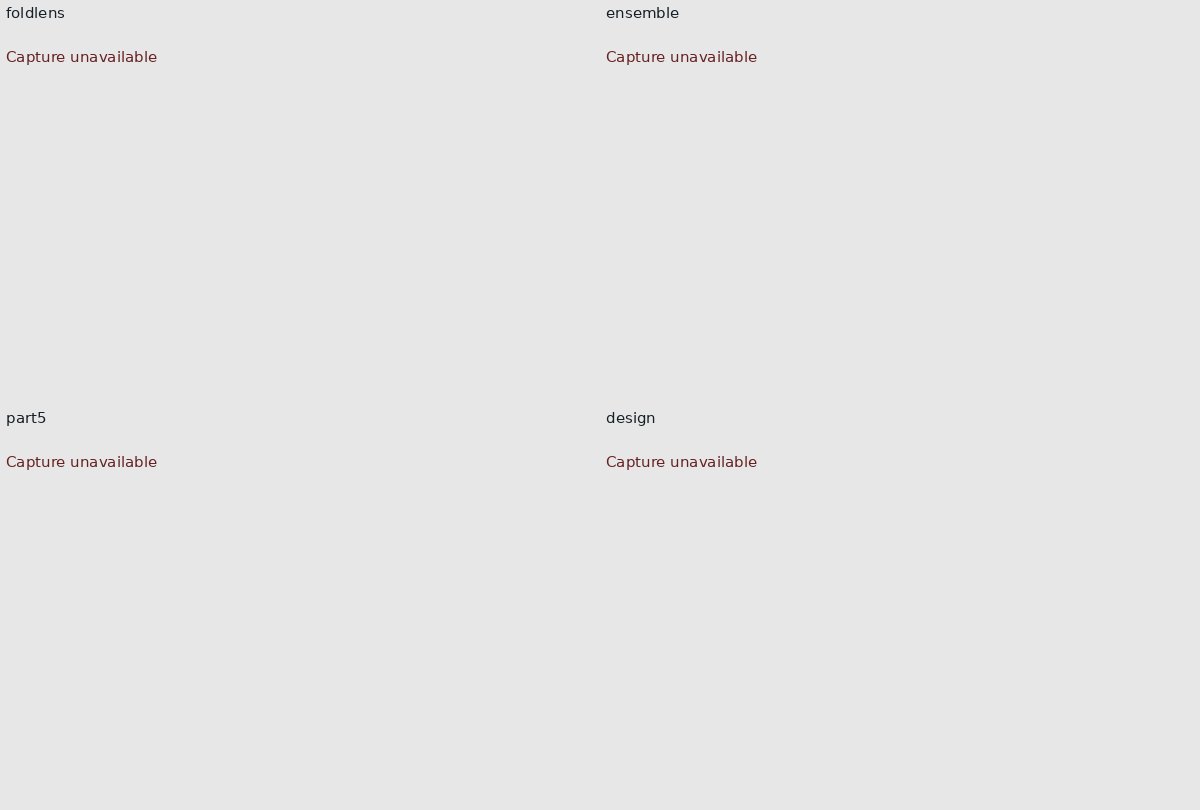 foldlens
Capture unavailable
ensemble
Capture unavailable
part5
Capture unavailable
design
Capture unavailable